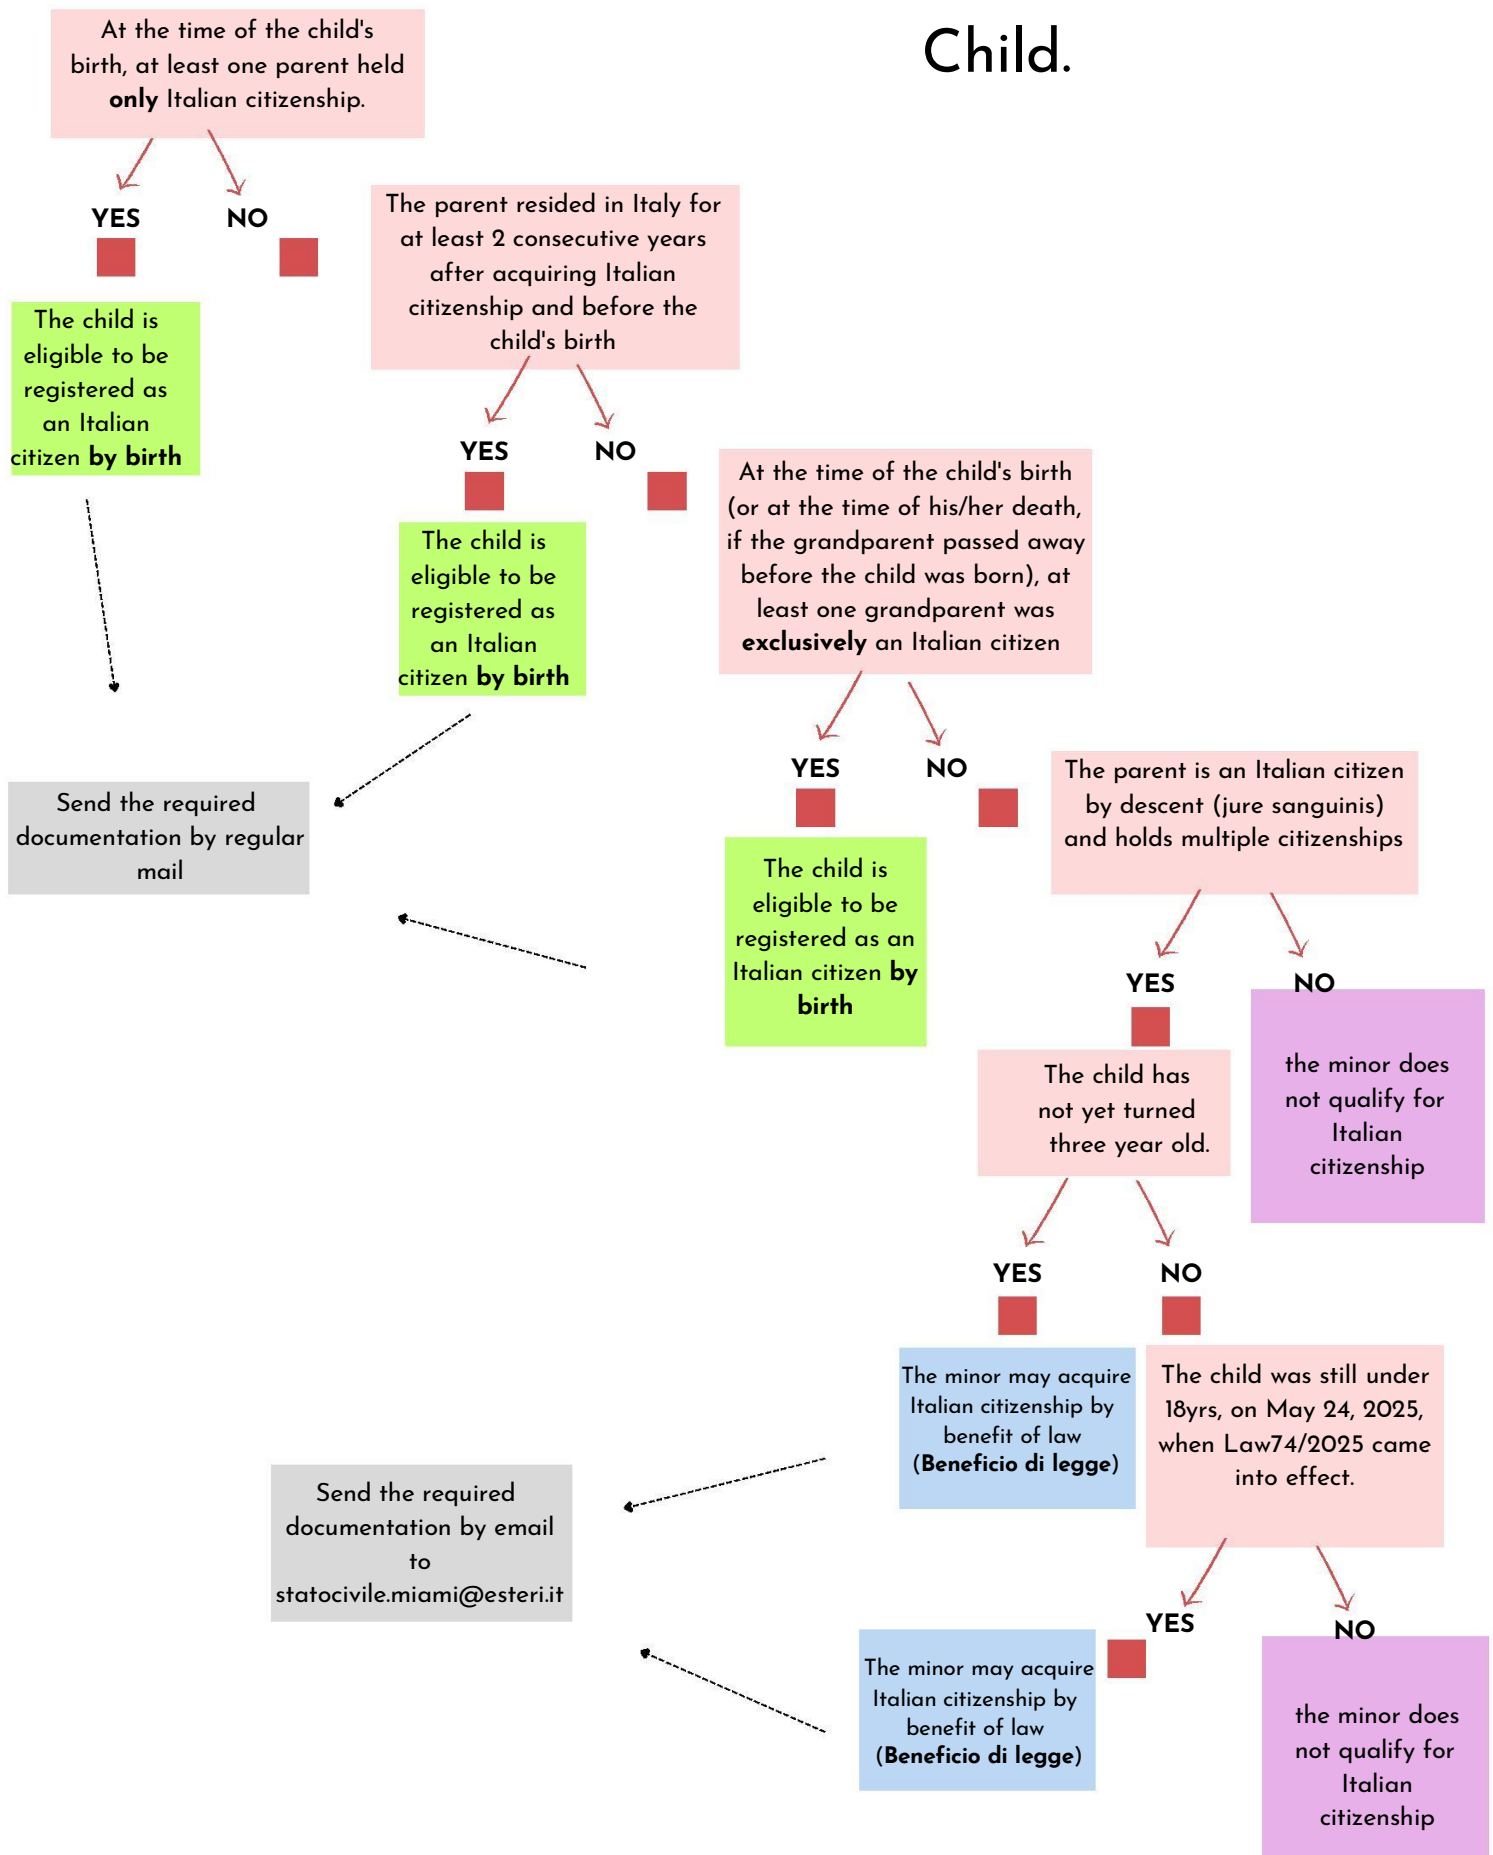 Child.
At the time of the child's
birth, at least one parent held
only Italian citizenship.
YES
NO
The child is
eligible to be
registered as
an Italian
citizen by birth
The parent resided in Italy for
at least 2 consecutive years
after acquiring Italian
citizenship and before the
child's birth
YES
NO
The child is
eligible to be
registered as
an Italian
citizen by birth
Send the required
documentation by regular
mail
At the time of the child's birth
(or at the time of his/her death,
if the grandparent passed away
before the child was born), at
least one grandparent was
exclusively an Italian citizen
YES
NO
The child is
eligible to be
registered as an
Italian citizen by
birth
The parent is an Italian citizen
by descent (jure sanguinis)
and holds multiple citizenships
YES
NO
the minor does
not qualify for
Italian
citizenship
The child has
not yet turned
three year old.
YES
NO
The minor may acquire
Italian citizenship by
benefit of law
(Beneficio di legge)
The child was still under
18yrs, on May 24, 2025,
when Law74/2025 came
into effect.
Send the required
documentation by email
to
statocivile.miami@esteri.it
YES
NO
The minor may acquire
Italian citizenship by
benefit of law
(Beneficio di legge)
the minor does
not qualify for
Italian
citizenship